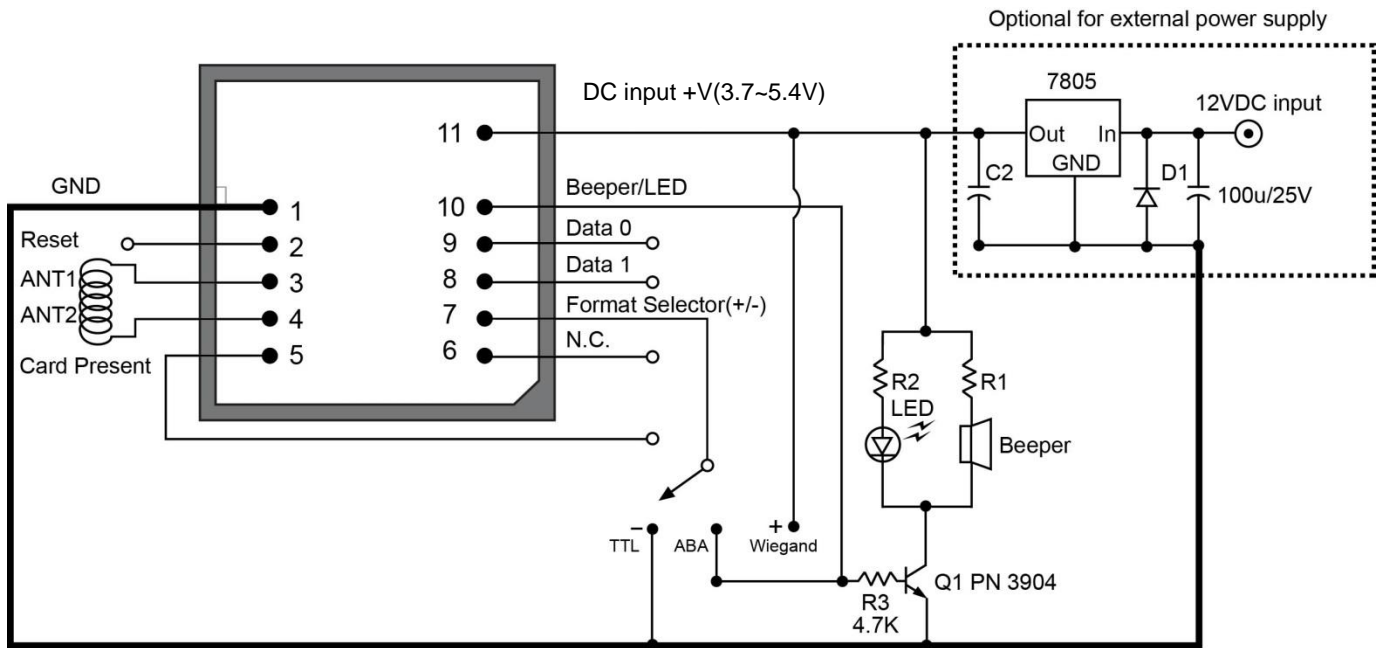 Optional for external power supply
DC input +V(3.7~5.4V)
7805
12VDC input
11
Out In
GND
C2
D1
100u/25V
GND
Beeper/LED
1
10
Reset
2
9
Data 0
ANT1
3
8
Data 1
ANT2
4
7
Format Selector(+/-)
Card Present
5
6
N.C.
R2
R1
LED
Beeper
−
TTL
ABA
+
Wiegand
R3
4.7K
Q1 PN 3904